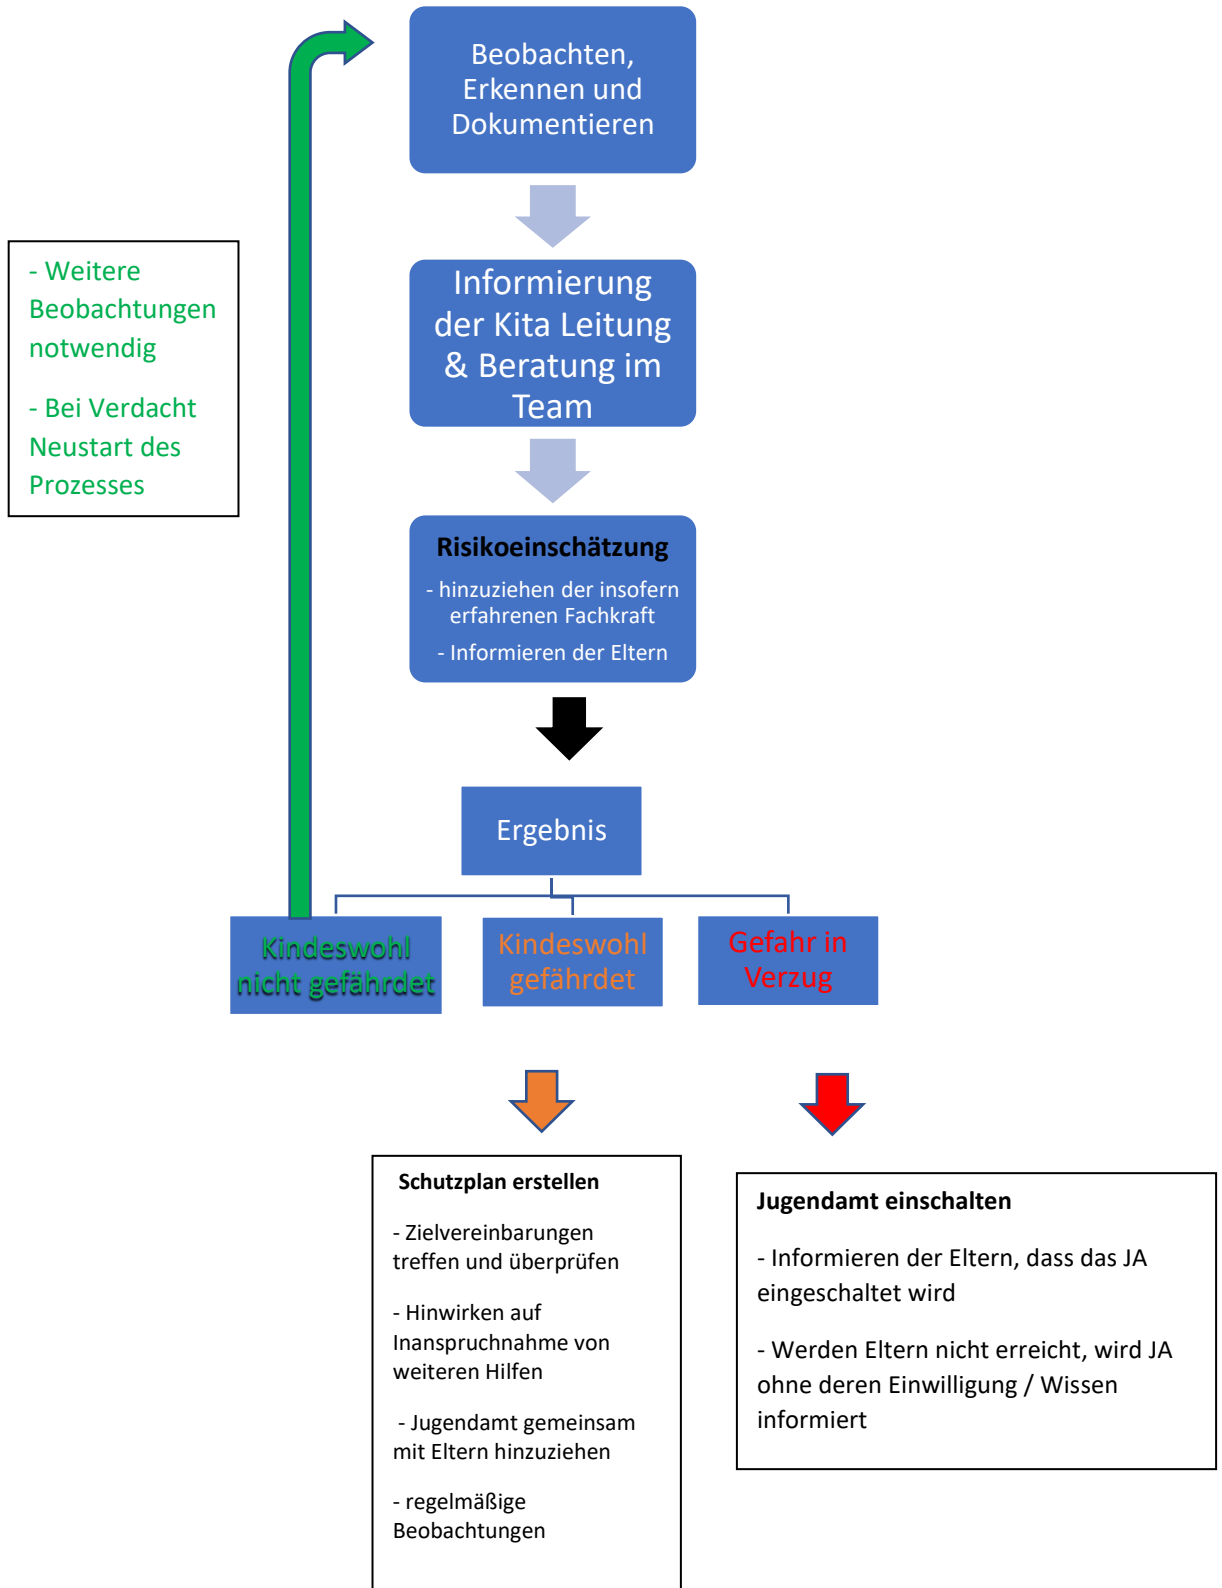 Beobachten,
Erkennen und
Dokumentieren
- Weitere
Beobachtungen
notwendig
- Bei Verdacht
Neustart des
Prozesses
Informierung
der Kita Leitung
& Beratung im
Team
Risikoeinschätzung
- hinzuziehen der insofern
erfahrenen Fachkraft
- Informieren der Eltern
Ergebnis
Kindeswohl
nicht gefährdet
Kindeswohl
gefährdet
Gefahr in
Verzug
Schutzplan erstellen
- Zielvereinbarungen
treffen und überprüfen
- Hinwirken auf
Inanspruchnahme von
weiteren Hilfen
- Jugendamt gemeinsam
mit Eltern hinzuziehen
- regelmäßige
Beobachtungen
Jugendamt einschalten
- Informieren der Eltern, dass das JA
eingeschaltet wird
- Werden Eltern nicht erreicht, wird JA
ohne deren Einwilligung / Wissen
informiert